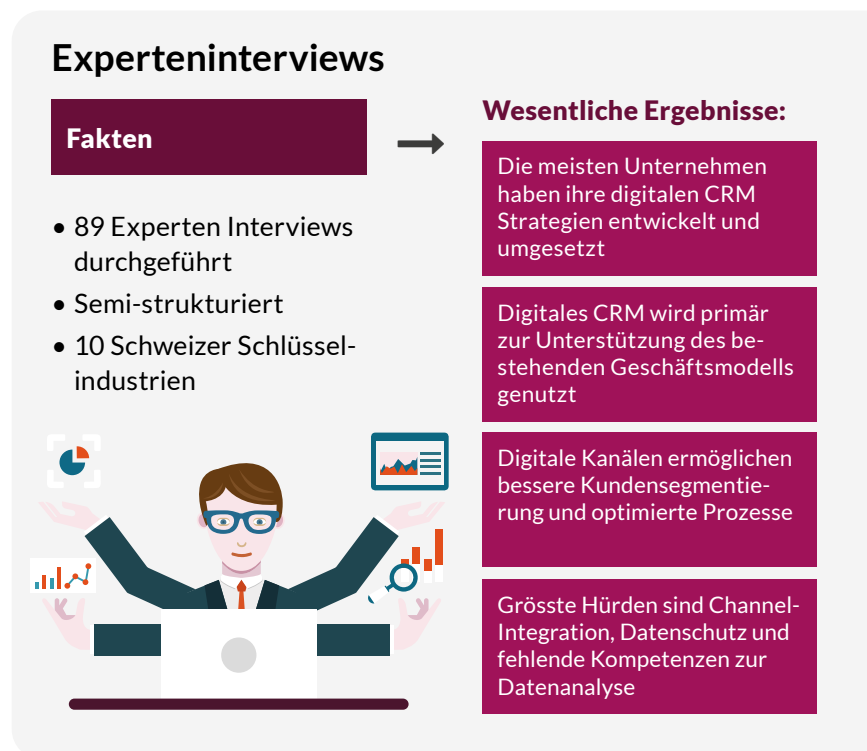 Experteninterviews
Fakten
• 89 Experten Interviews
durchgeführt
• Semi-strukturiert
• 10 Schweizer Schlüssel-
industrien
Wesentliche Ergebnisse:
Die meisten Unternehmen
haben ihre digitalen CRM
Strategien entwickelt und
umgesetzt
Digitales CRM wird primär
zur Unterstützung des be-
stehenden Geschäftsmodells
genutzt
Digitale Kanälen ermöglichen
bessere Kundensegmentie-
rung und optimierte Prozesse
Grösste Hürden sind Channel-
Integration, Datenschutz und
fehlende Kompetenzen zur
Datenanalyse